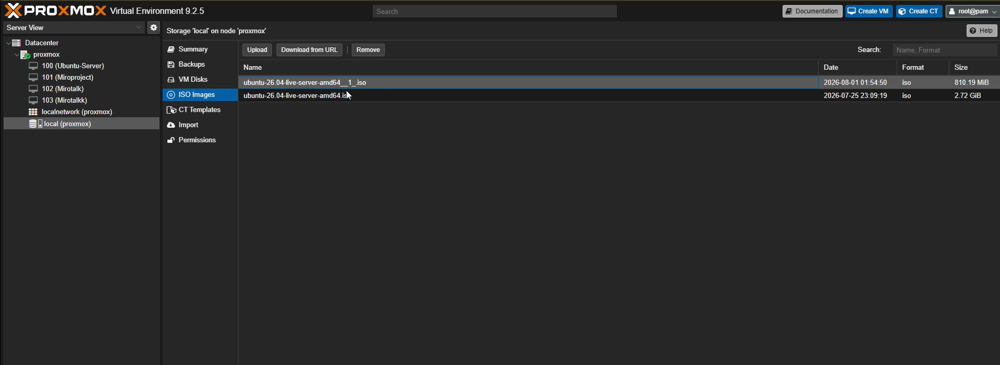 PROXMOX Virtual Environment 9.2.5
Search
Documentation
Create VM
Create CT
root@pam
Server View
Storage 'local' on node 'proxmox'
Help
Datacenter
proxmox
100 (Ubuntu-Server)
101 (Miroproject)
102 (Mirotalk)
103 (Mirotalkk)
localnetwork (proxmox)
local (proxmox)
Summary
Backups
VM Disks
ISO Images
CT Templates
Import
Permissions
Upload
Download from URL
Remove
Search:
Name, Format
Name Date Format Size
ubuntu-26.04-live-server-amd64__1_.iso 2026-08-01 01:54:50 iso 810.19 MiB
ubuntu-26.04-live-server-amd64.iso 2026-07-25 23:09:19 iso 2.72 GiB